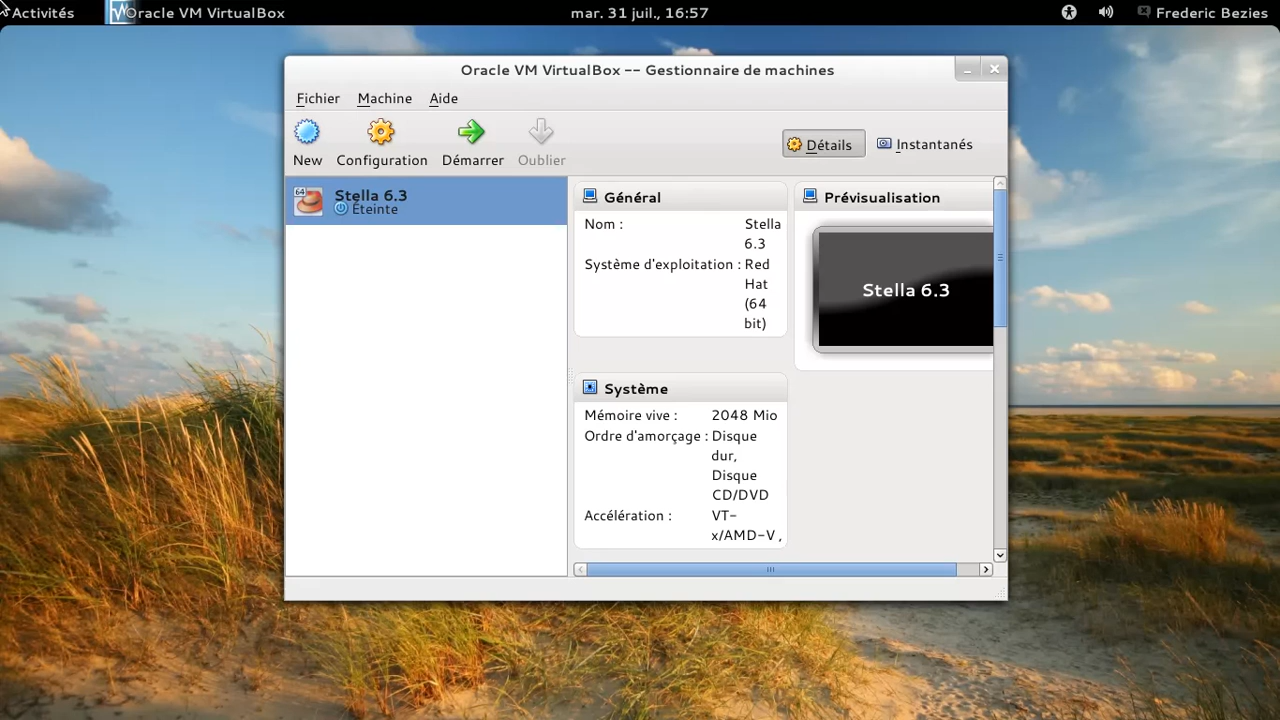 Activités
Oracle VM VirtualBox
mar. 31 juil., 16:57
Frederic Bezies
Oracle VM VirtualBox -- Gestionnaire de machines
Fichier Machine Aide
New Configuration Démarrer Oublier
Détails Instantanés
64
Stella 6.3
Éteinte
Général
Nom : Stella
6.3
Système d'exploitation : Red
Hat
(64
bit)
Prévisualisation
Stella 6.3
Système
Mémoire vive : 2048 Mio
Ordre d'amorçage : Disque
dur,
Disque
CD/DVD
Accélération : VT-
x/AMD-V ,